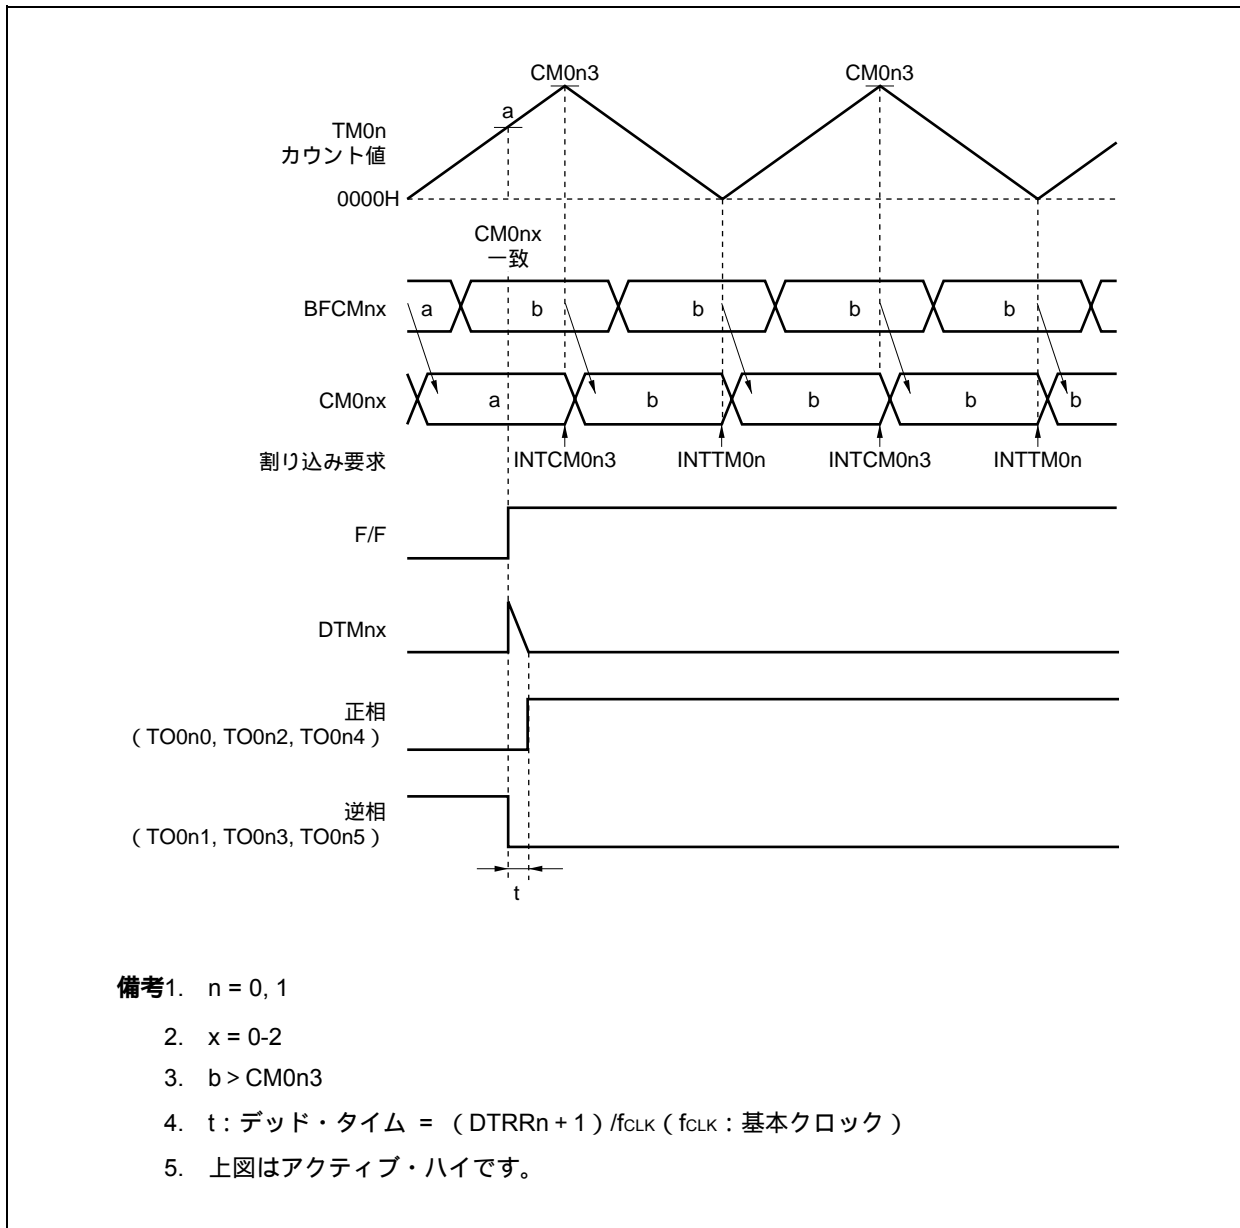 CM0n3 CM0n3
a
TM0n
カウント値
0000H
CM0nx
一致
BFCMnx a b b b b
CM0nx a b b b b
割り込み要求 INTCM0n3 INTTM0n INTCM0n3 INTTM0n
F/F
DTMnx
正相
（TO0n0, TO0n2, TO0n4）
逆相
（TO0n1, TO0n3, TO0n5）
t
備考1. n = 0, 1
2. x = 0-2
3. b > CM0n3
4. t：デッド・タイム = （DTRRn + 1）/fCLK（fCLK：基本クロック）
5. 上図はアクティブ・ハイです。